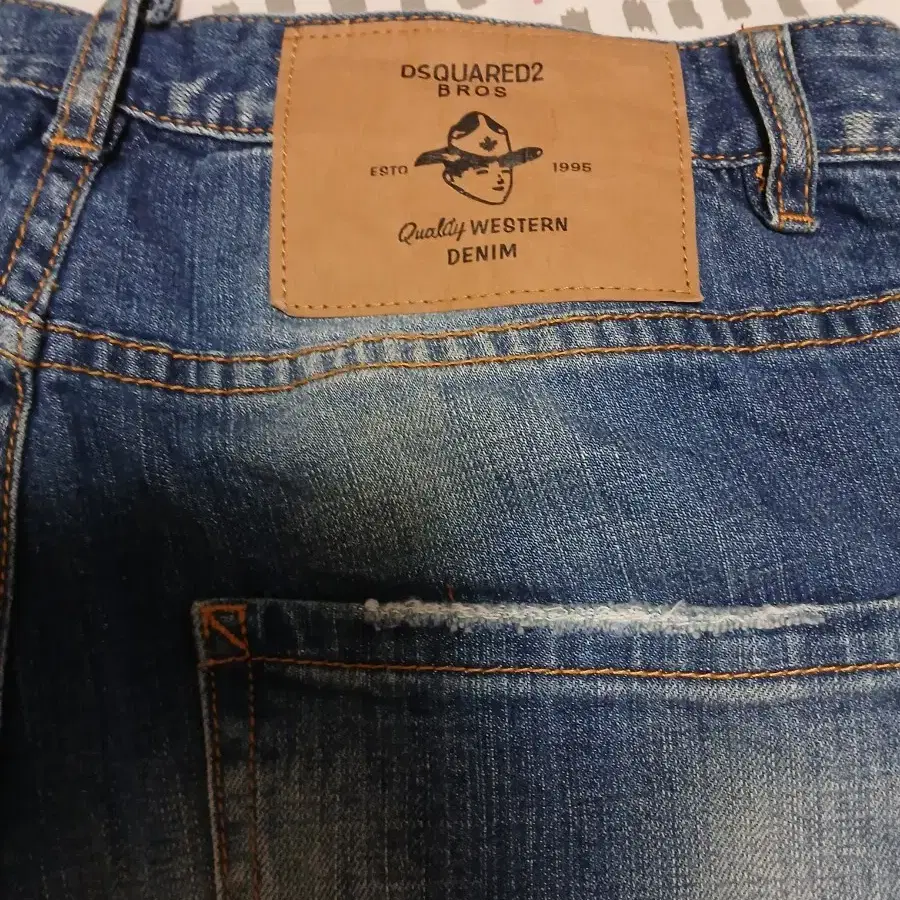 DSQUARED2
BROS
ESTD 1995
Quality WESTERN
DENIM